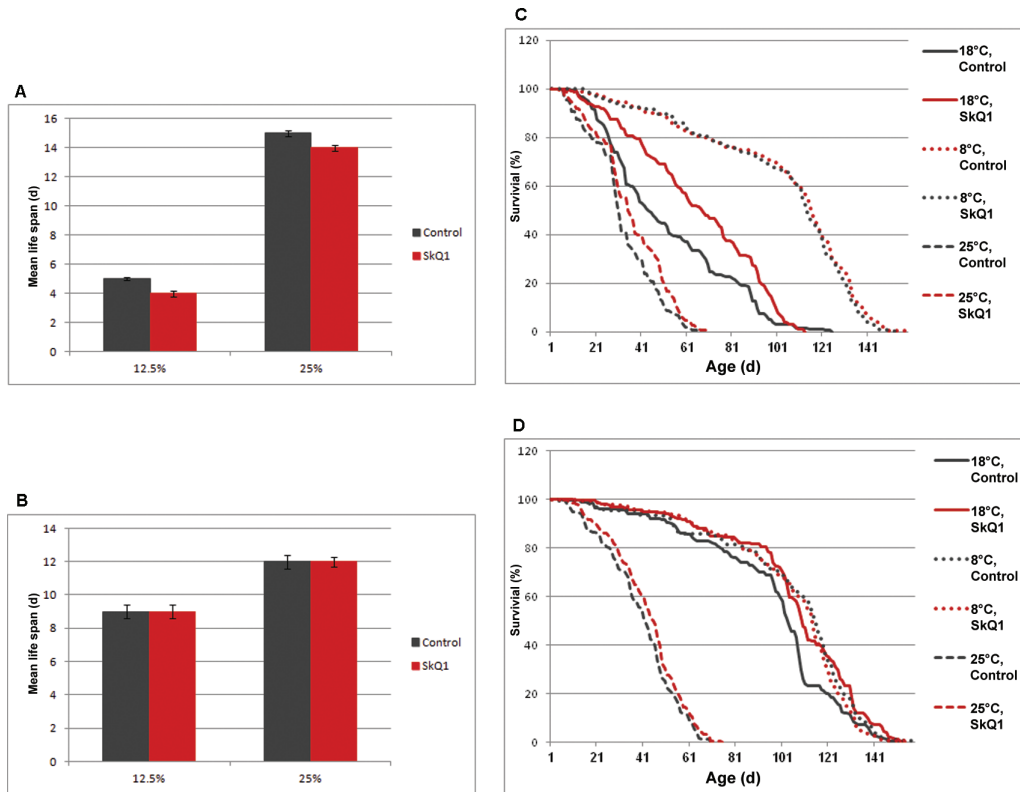 A
Mean life span (d)
16
14
12
10
8
6
4
2
0
12.5%
25%
Control
SkQ1
B
Mean life span (d)
14
12
10
8
6
4
2
0
12.5%
25%
Control
SkQ1
C
Survivial (%)
120
100
80
60
40
20
0
1 21 41 61 81 101 121 141
Age (d)
18°C,
Control
18°C,
SkQ1
8°C,
Control
8°C,
SkQ1
25°C,
Control
25°C,
SkQ1
D
Survivial (%)
120
100
80
60
40
20
0
1 21 41 61 81 101 121 141
Age (d)
18°C,
Control
18°C,
SkQ1
8°C,
Control
8°C,
SkQ1
25°C,
Control
25°C,
SkQ1